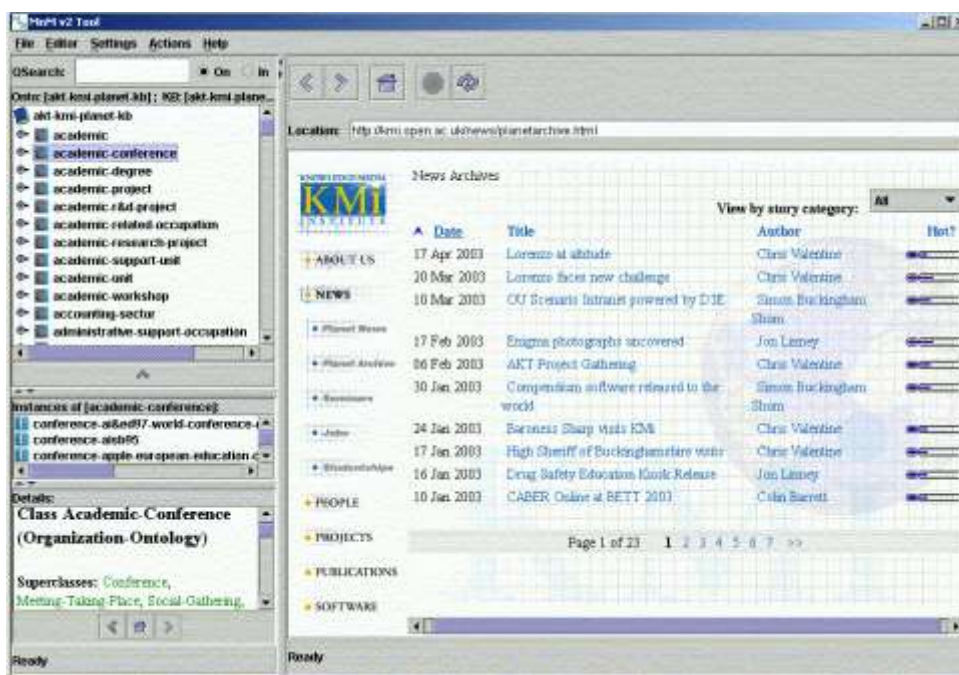 MnM v2 Tool
File Editor Settings Actions Help
QSearch: On In
Onto: [akt-kmi-planet-kb] ; KB: [akt-kmi-plane...
akt-kmi-planet-kb
academic
academic-conference
academic-degree
academic-project
academic-r&d-project
academic-related-occupation
academic-research-project
academic-support-unit
academic-unit
academic-workshop
accounting-sector
administrative-support-occupation
Instances of [academic-conference]:
conference-ai&ed97-world-conference-
conference-aisb95
conference-apple-european-education-c
Details:
Class Academic-Conference
(Organization-Ontology)
Superclasses: Conference,
Meeting-Taking-Place, Social-Gathering,
Ready
Location: http://kmi.open.ac.uk/news/planetarchive.html
KNOWLEDGE MEDIA
KMi
INSTITUTE
ABOUT US
NEWS
Planet News
Planet Archive
Seminars
Jobs
Studentships
PEOPLE
PROJECTS
PUBLICATIONS
SOFTWARE
News Archives
View by story category: All
Date Title Author Hot?
17 Apr 2003 Lorenzo at altitude Chris Valentine
20 Mar 2003 Lorenzo faces new challenge Chris Valentine
10 Mar 2003 OU Scenario Intranet powered by D3E Simon Buckingham
Shum
17 Feb 2003 Enigma photographs uncovered Jon Linney
06 Feb 2003 AKT Project Gathering Chris Valentine
30 Jan 2003 Compendium software released to the Simon Buckingham
world Shum
24 Jan 2003 Baroness Sharp visits KMi Chris Valentine
17 Jan 2003 High Sheriff of Buckinghamshire visits Chris Valentine
16 Jan 2003 Drug Safety Education Kiosk Release Jon Linney
10 Jan 2003 CABER Online at BETT 2003 Colin Barrett
Page 1 of 23 1 2 3 4 5 6 7 >>
Ready